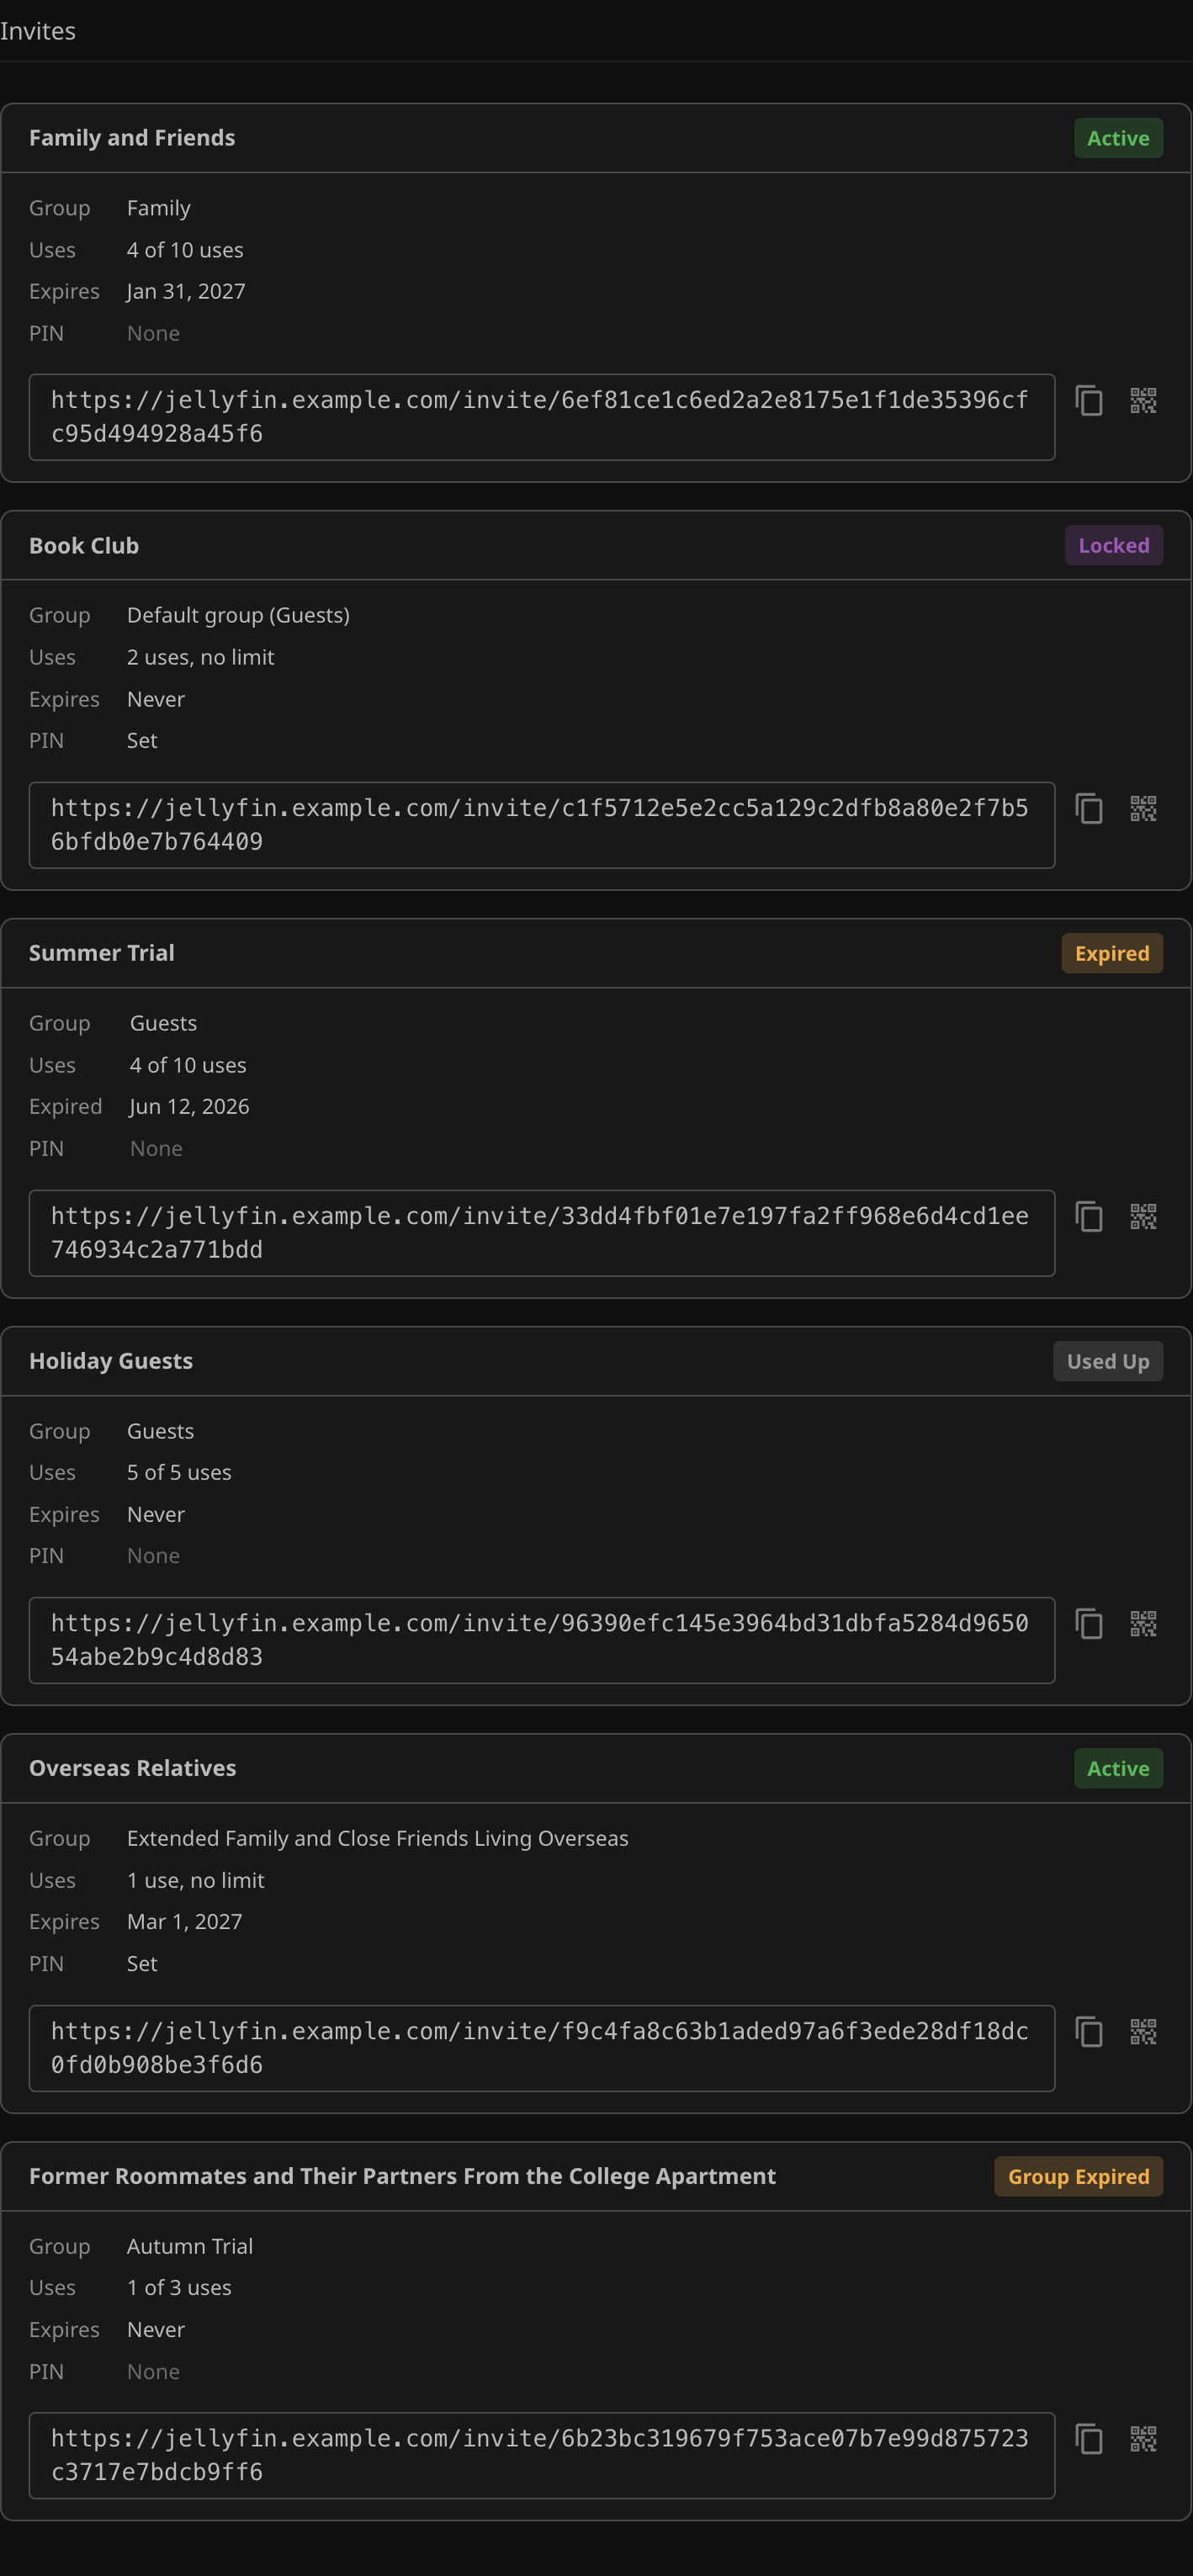 Invites
Family and Friends
Active
Group Family
Uses 4 of 10 uses
Expires Jan 31, 2027
PIN None
https://jellyfin.example.com/invite/6ef81ce1c6ed2a2e8175e1f1de35396cf
c95d494928a45f6
Book Club
Locked
Group Default group (Guests)
Uses 2 uses, no limit
Expires Never
PIN Set
https://jellyfin.example.com/invite/c1f5712e5e2cc5a129c2dfb8a80e2f7b5
6bfdb0e7b764409
Summer Trial
Expired
Group Guests
Uses 4 of 10 uses
Expired Jun 12, 2026
PIN None
https://jellyfin.example.com/invite/33dd4fbf01e7e197fa2ff968e6d4cd1ee
746934c2a771bdd
Holiday Guests
Used Up
Group Guests
Uses 5 of 5 uses
Expires Never
PIN None
https://jellyfin.example.com/invite/96390efc145e3964bd31dbfa5284d9650
54abe2b9c4d8d83
Overseas Relatives
Active
Group Extended Family and Close Friends Living Overseas
Uses 1 use, no limit
Expires Mar 1, 2027
PIN Set
https://jellyfin.example.com/invite/f9c4fa8c63b1aded97a6f3ede28df18dc
0fd0b908be3f6d6
Former Roommates and Their Partners From the College Apartment
Group Expired
Group Autumn Trial
Uses 1 of 3 uses
Expires Never
PIN None
https://jellyfin.example.com/invite/6b23bc319679f753ace07b7e99d875723
c3717e7bdcb9ff6